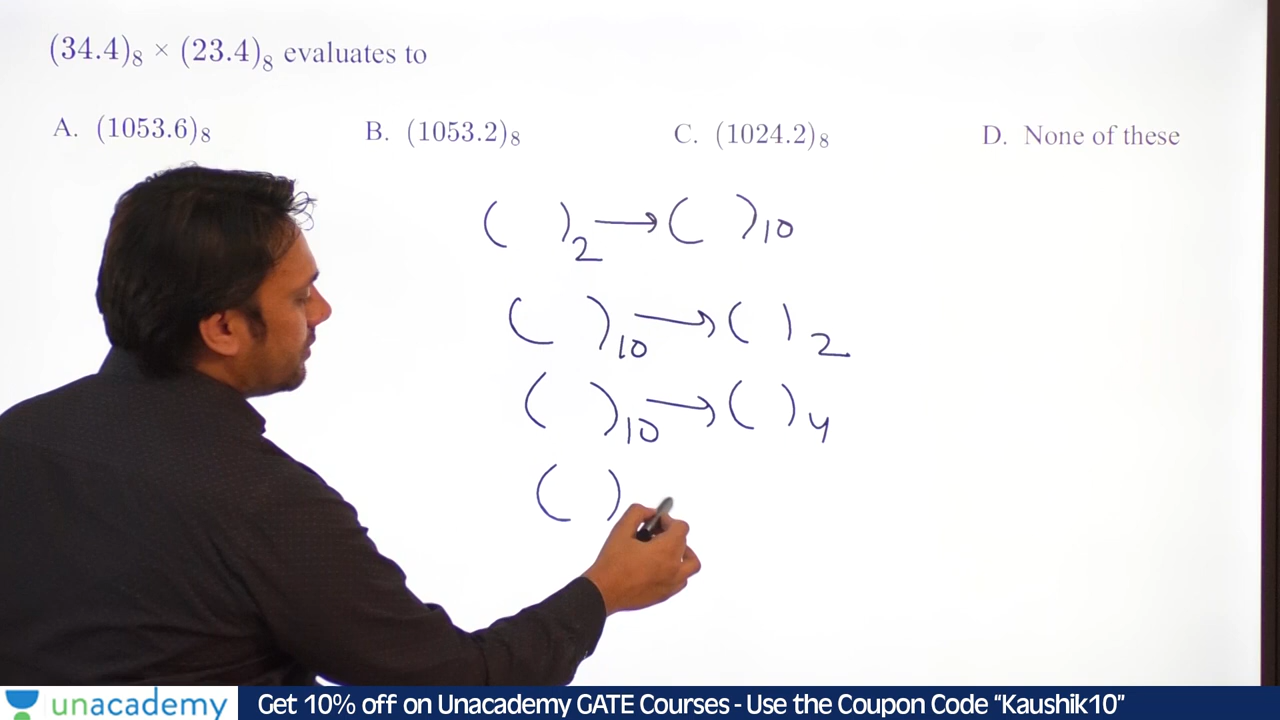 (34.4)₈ × (23.4)₈ evaluates to
A. (1053.6)₈ B. (1053.2)₈ C. (1024.2)₈ D. None of these
( )₂ → ( )₁₀
( )₁₀ → ( )₂
( )₁₀ → ( )₄
( )
unacademy Get 10% off on Unacademy GATE Courses - Use the Coupon Code “Kaushik10”